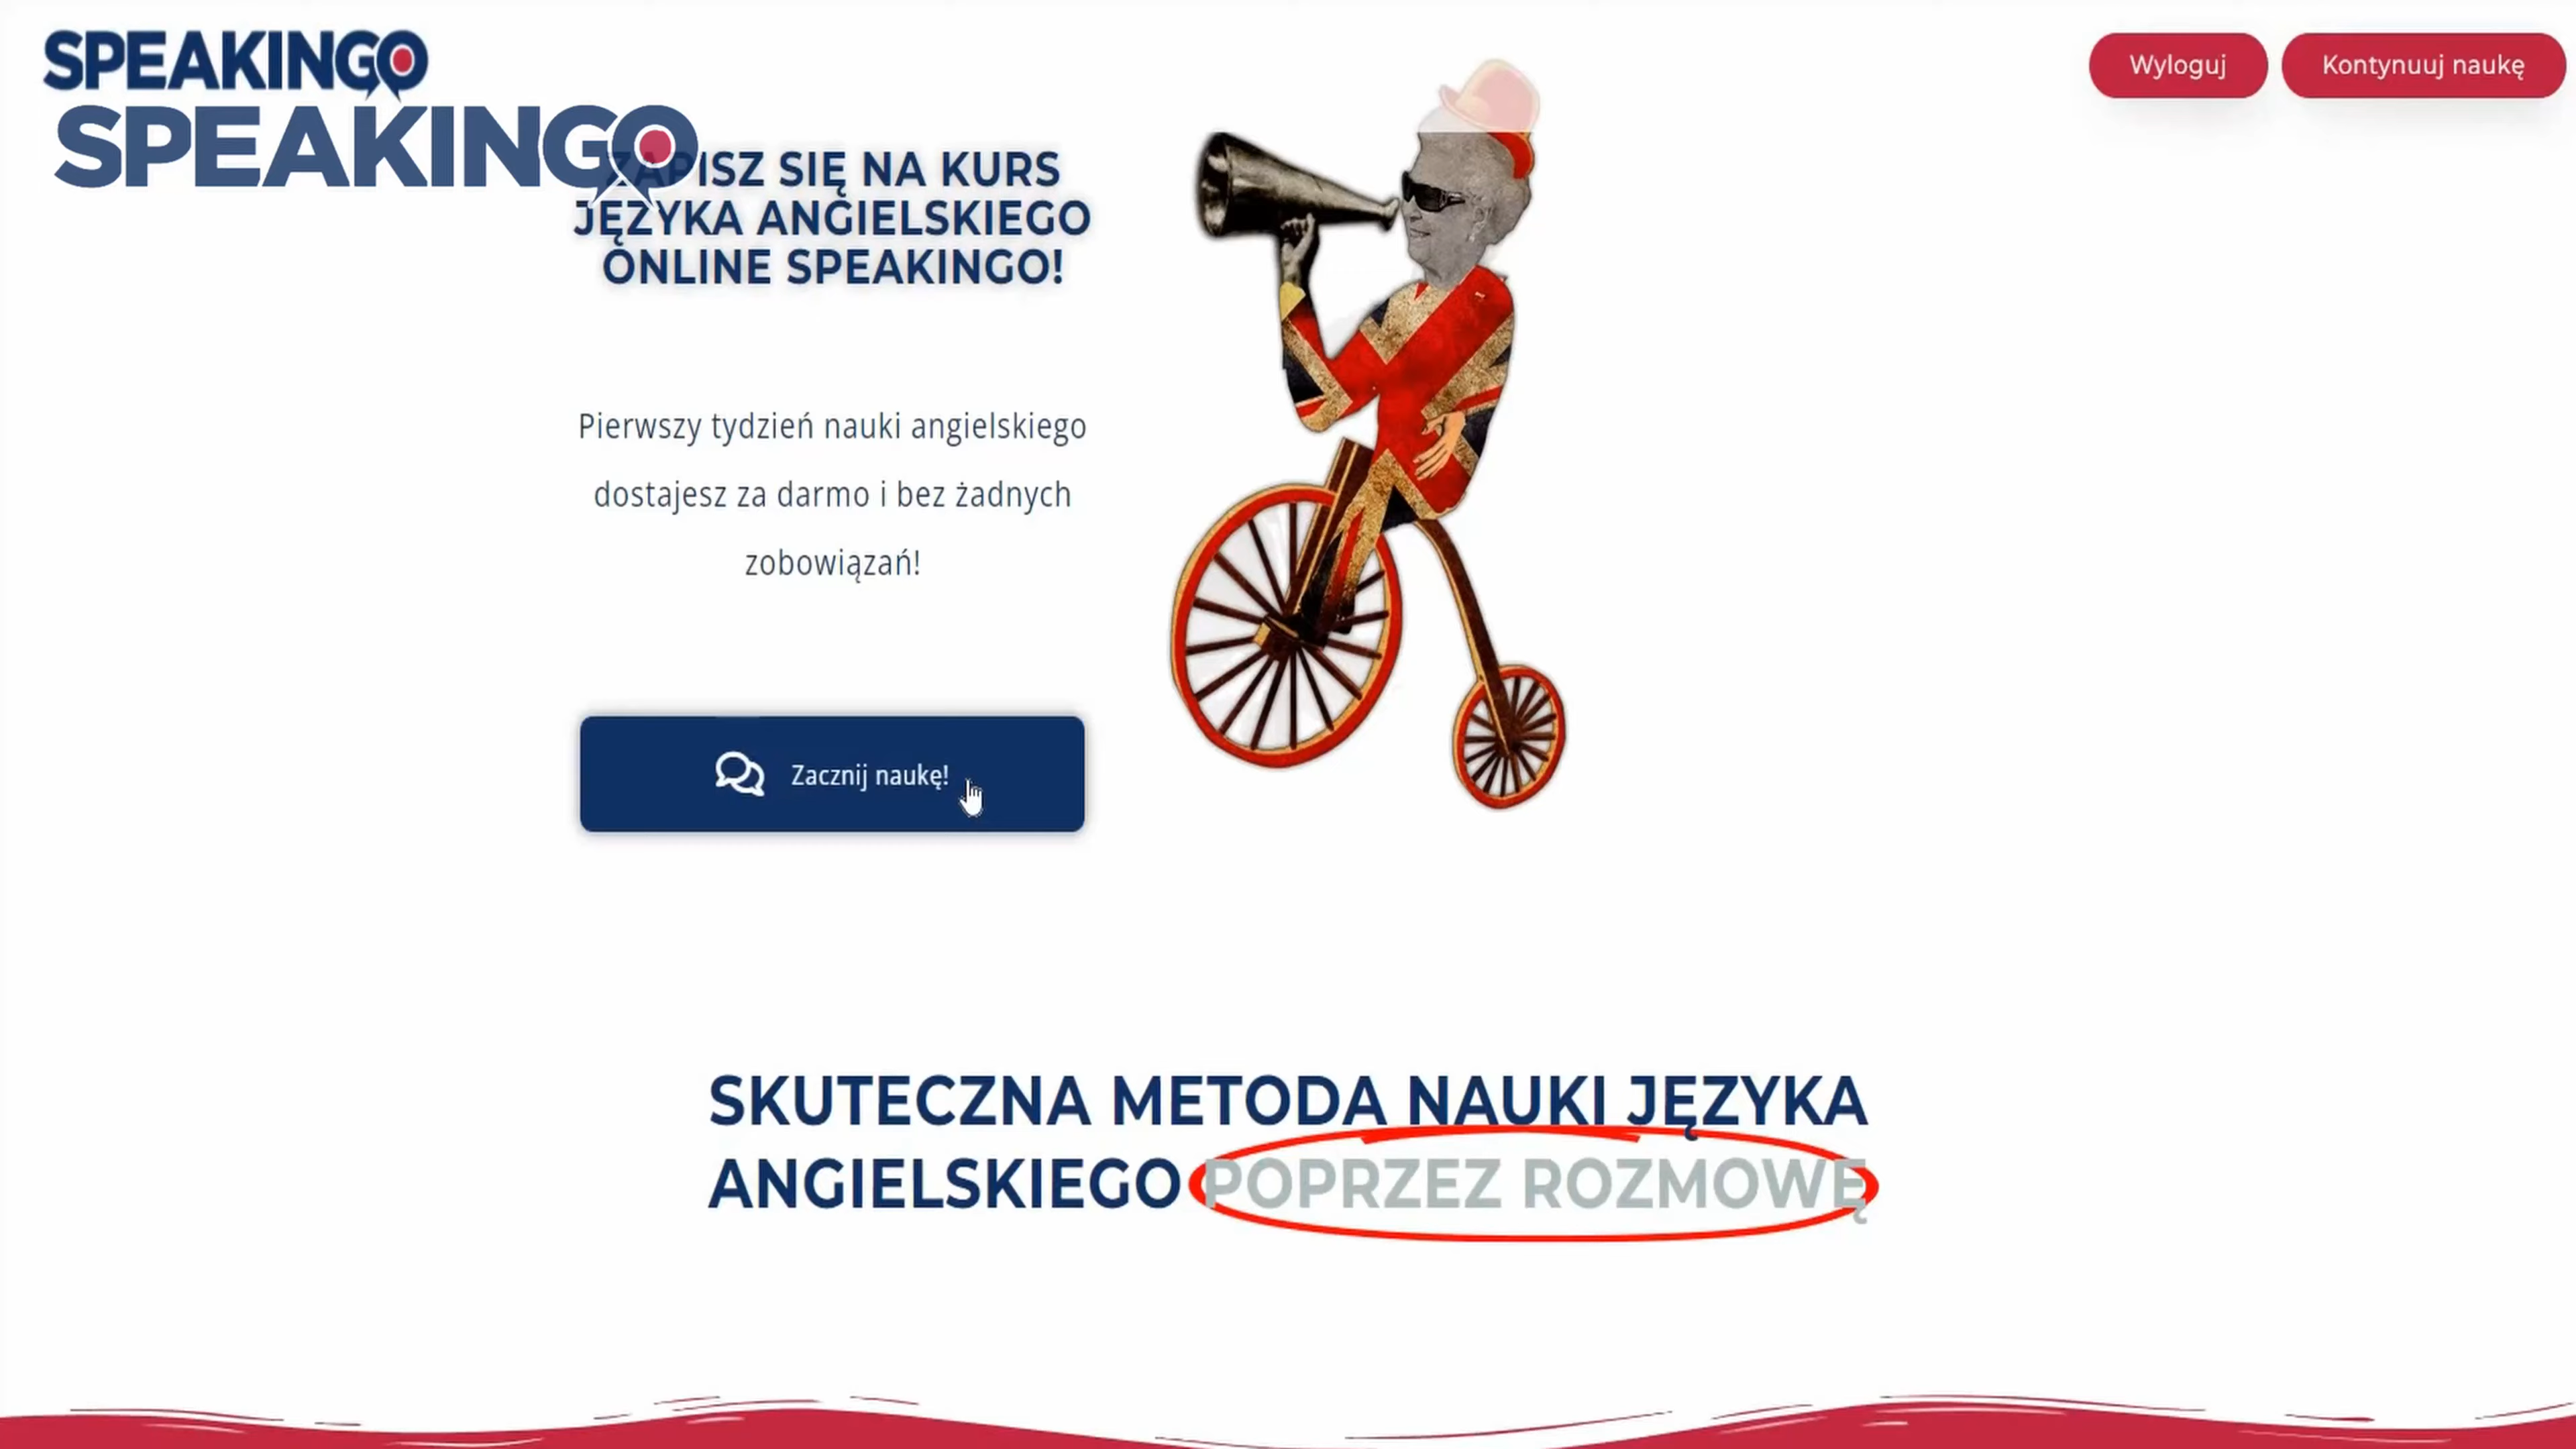 SPEAKINGO
Wyloguj
Kontynuuj naukę
SPEAKINGO
ZAPISZ SIĘ NA KURS
JĘZYKA ANGIELSKIEGO
ONLINE SPEAKINGO!
Pierwszy tydzień nauki angielskiego
dostajesz za darmo i bez żadnych
zobowiązań!
Zacznij naukę!
SKUTECZNA METODA NAUKI JĘZYKA
ANGIELSKIEGO POPRZEZ ROZMOWĘ